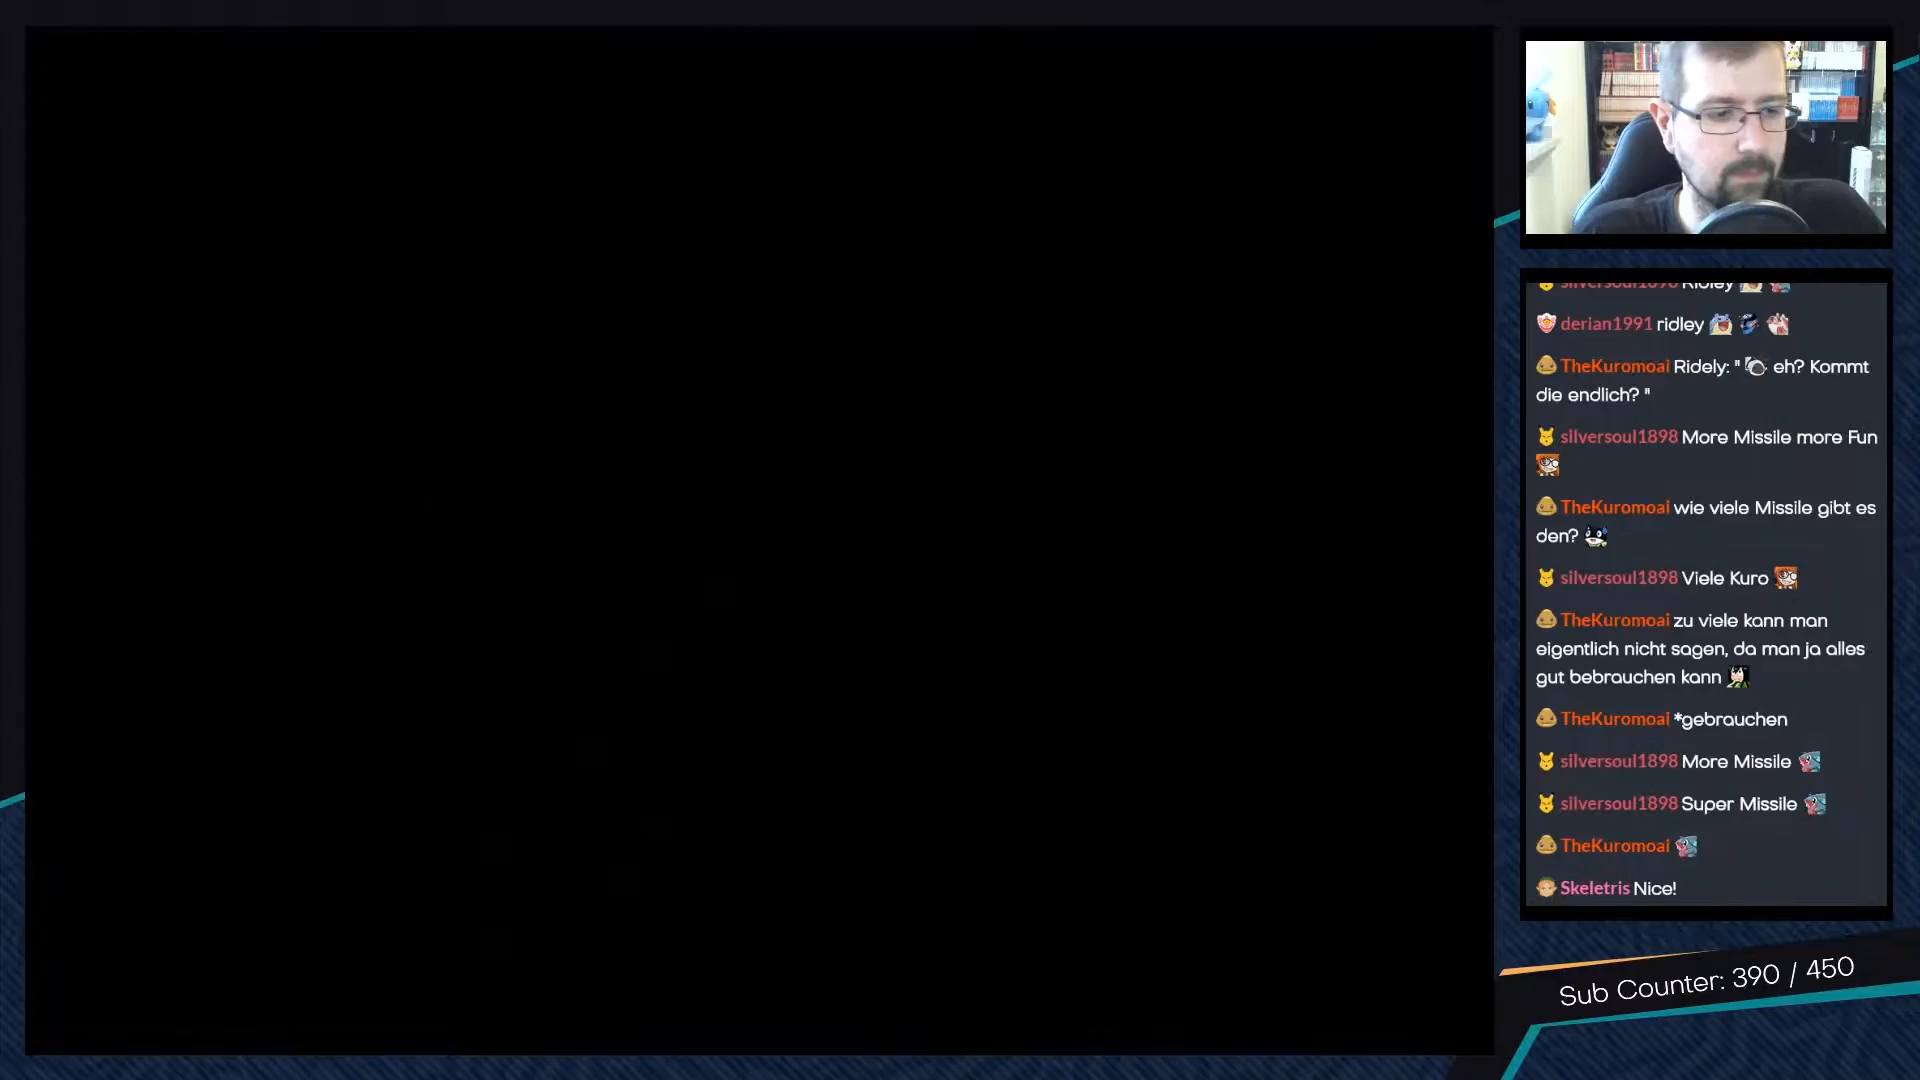 silversoul1898 Ridley
derian1991 ridley
TheKuromoai Ridely: " eh? Kommt
die endlich? "
silversoul1898 More Missile more Fun
TheKuromoai wie viele Missile gibt es
den?
silversoul1898 Viele Kuro
TheKuromoai zu viele kann man
eigentlich nicht sagen, da man ja alles
gut bebrauchen kann
TheKuromoai *gebrauchen
silversoul1898 More Missile
silversoul1898 Super Missile
TheKuromoai
Skeletris Nice!
Sub Counter: 390 / 450